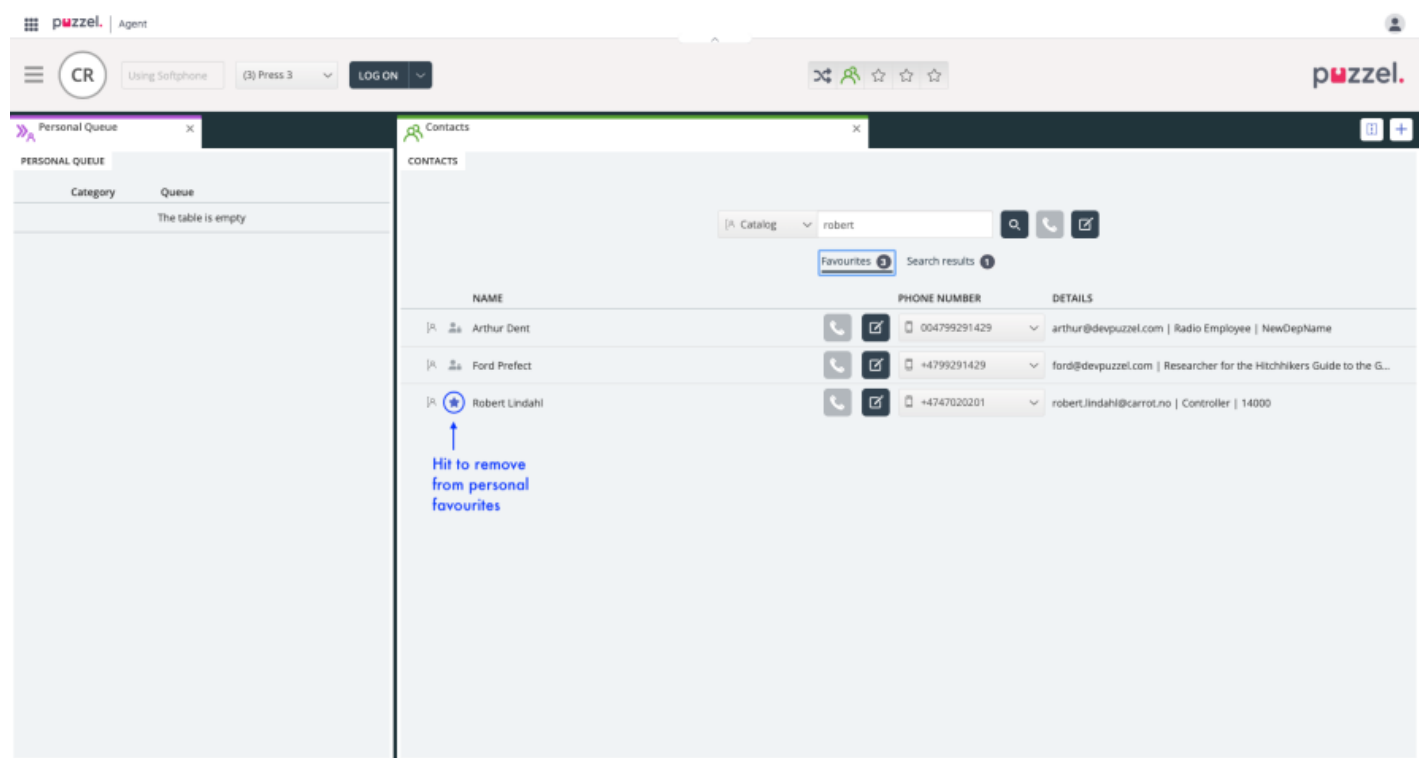 puzzel. | Agent
CR
Using Softphone
(3) Press 3
LOG ON
puzzel.
Personal Queue
PERSONAL QUEUE
Category Queue
The table is empty
Contacts
CONTACTS
Catalog
robert
Favourites 3 Search results 1
NAME PHONE NUMBER DETAILS
Arthur Dent 004799291429 arthur@devpuzzel.com | Radio Employee | NewDepName
Ford Prefect +4799291429 ford@devpuzzel.com | Researcher for the Hitchhikers Guide to the G...
Robert Lindahl +4747020201 robert.lindahl@carrot.no | Controller | 14000
Hit to remove
from personal
favourites